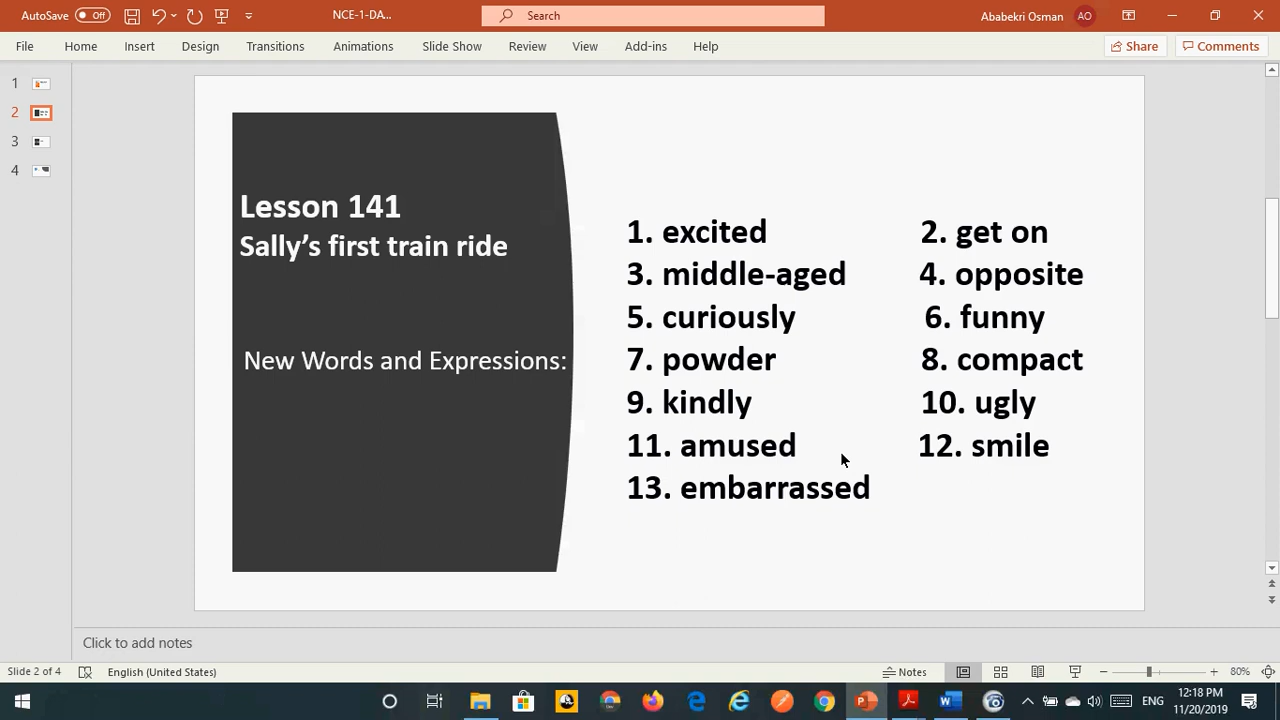 AutoSave Off NCE-1-DA... Search Ababekri Osman AO
File Home Insert Design Transitions Animations Slide Show Review View Add-ins Help Share Comments
1
2
3
4
Lesson 141
Sally’s first train ride
New Words and Expressions:
1. excited 2. get on
3. middle-aged 4. opposite
5. curiously 6. funny
7. powder 8. compact
9. kindly 10. ugly
11. amused 12. smile
13. embarrassed
Click to add notes
Slide 2 of 4 English (United States) Notes 80%
ENG 12:18 PM
11/20/2019